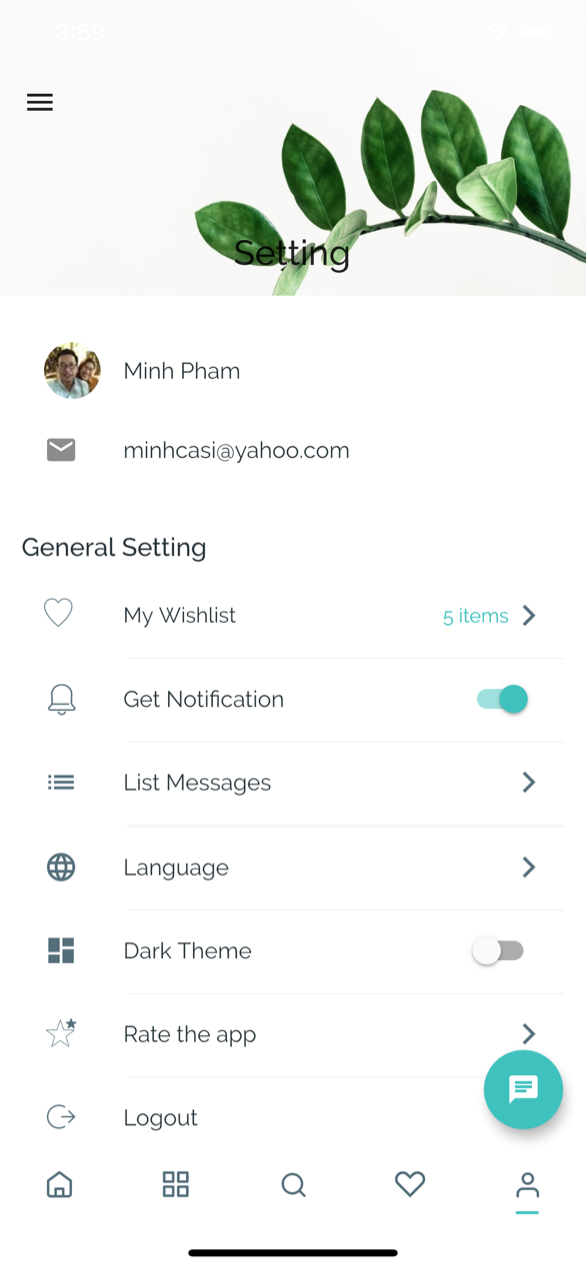 3:59
Setting
Minh Pham
minhcasi@yahoo.com
General Setting
My Wishlist
5 items
Get Notification
List Messages
Language
Dark Theme
Rate the app
Logout